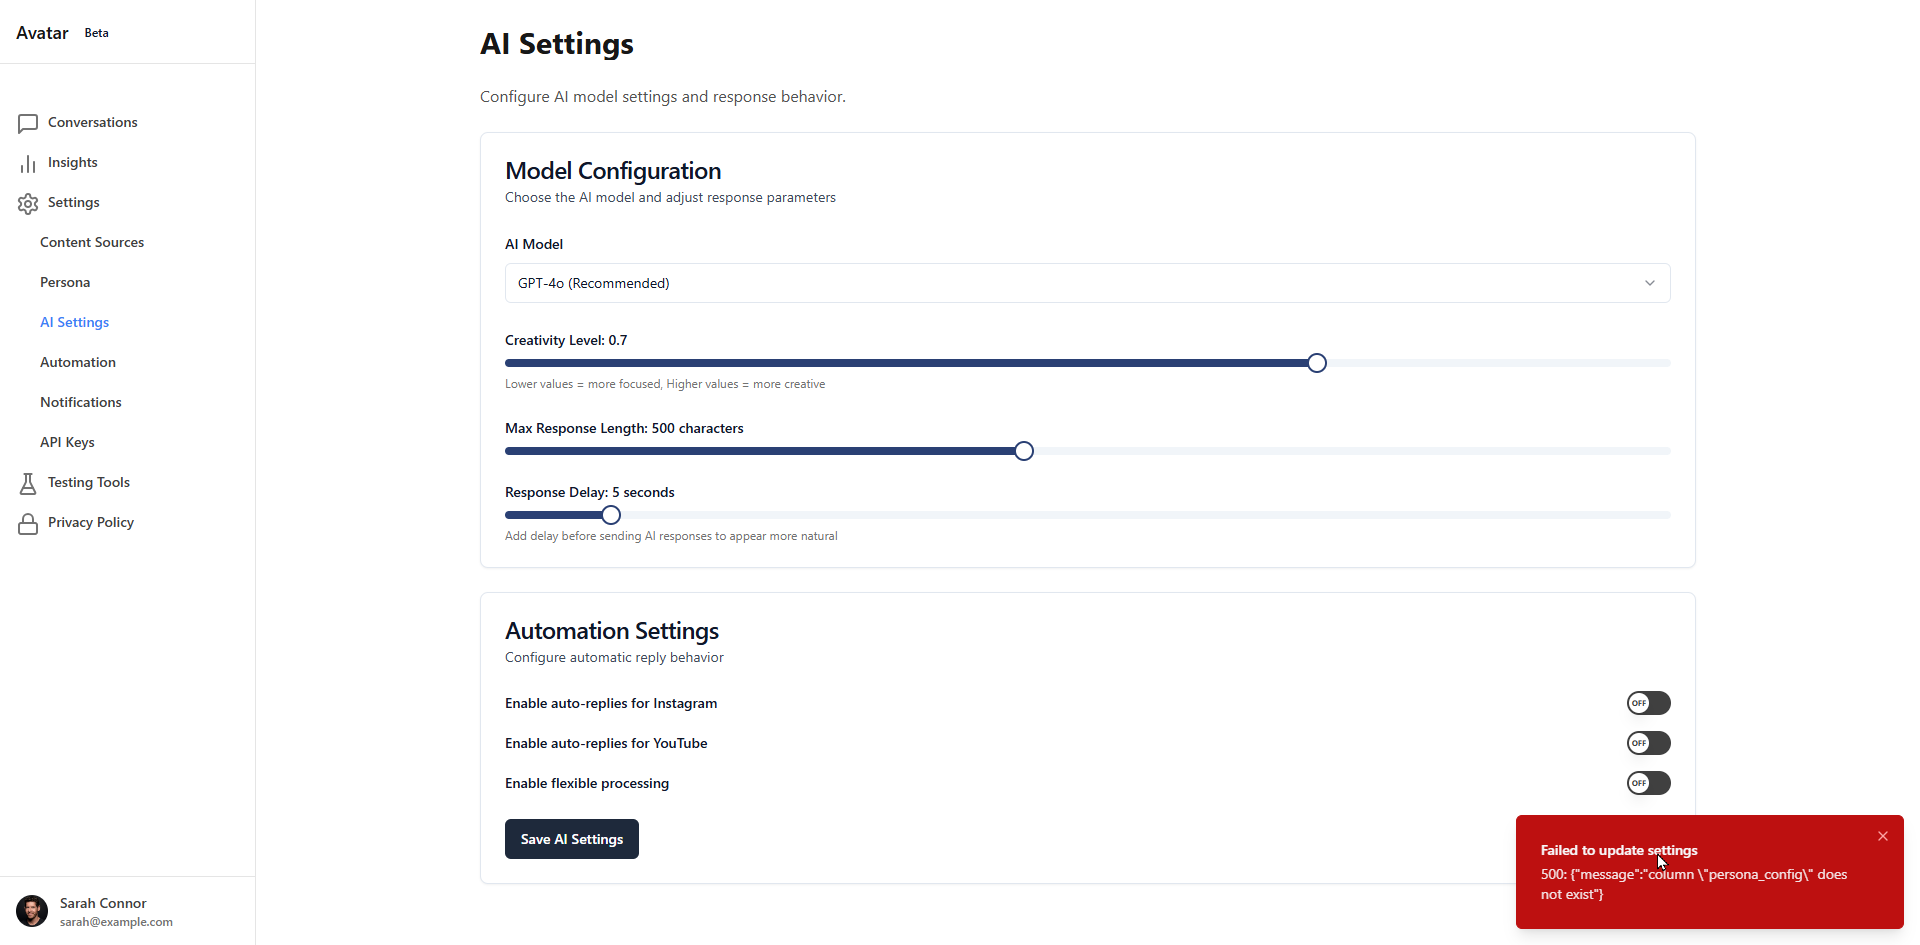 Avatar Beta
Conversations
Insights
Settings
Content Sources
Persona
AI Settings
Automation
Notifications
API Keys
Testing Tools
Privacy Policy
Sarah Connor
sarah@example.com
AI Settings
Configure AI model settings and response behavior.
Model Configuration
Choose the AI model and adjust response parameters
AI Model
GPT-4o (Recommended)
Creativity Level: 0.7
Lower values = more focused, Higher values = more creative
Max Response Length: 500 characters
Response Delay: 5 seconds
Add delay before sending AI responses to appear more natural
Automation Settings
Configure automatic reply behavior
Enable auto-replies for Instagram OFF
Enable auto-replies for YouTube OFF
Enable flexible processing OFF
Save AI Settings
Failed to update settings
500: {"message":"column \"persona_config\" does
not exist"}